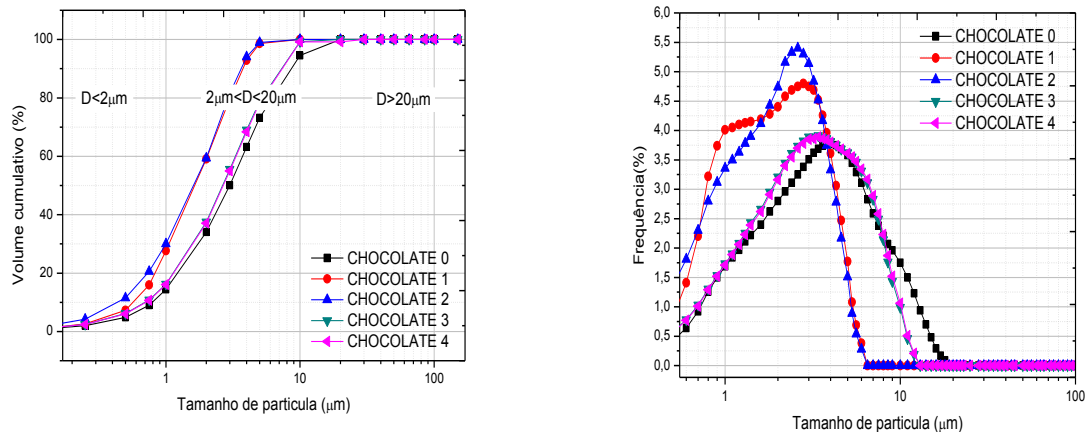 Volume cumulativo (%)
100
80
60
40
20
0
D<2μm
2μm<D<20μm
D>20μm
CHOCOLATE 0
CHOCOLATE 1
CHOCOLATE 2
CHOCOLATE 3
CHOCOLATE 4
1
10
100
Tamanho de particula (μm)
Frequência(%)
6,0
5,5
5,0
4,5
4,0
3,5
3,0
2,5
2,0
1,5
1,0
0,5
0,0
CHOCOLATE 0
CHOCOLATE 1
CHOCOLATE 2
CHOCOLATE 3
CHOCOLATE 4
1
10
100
Tamanho de particula (μm)